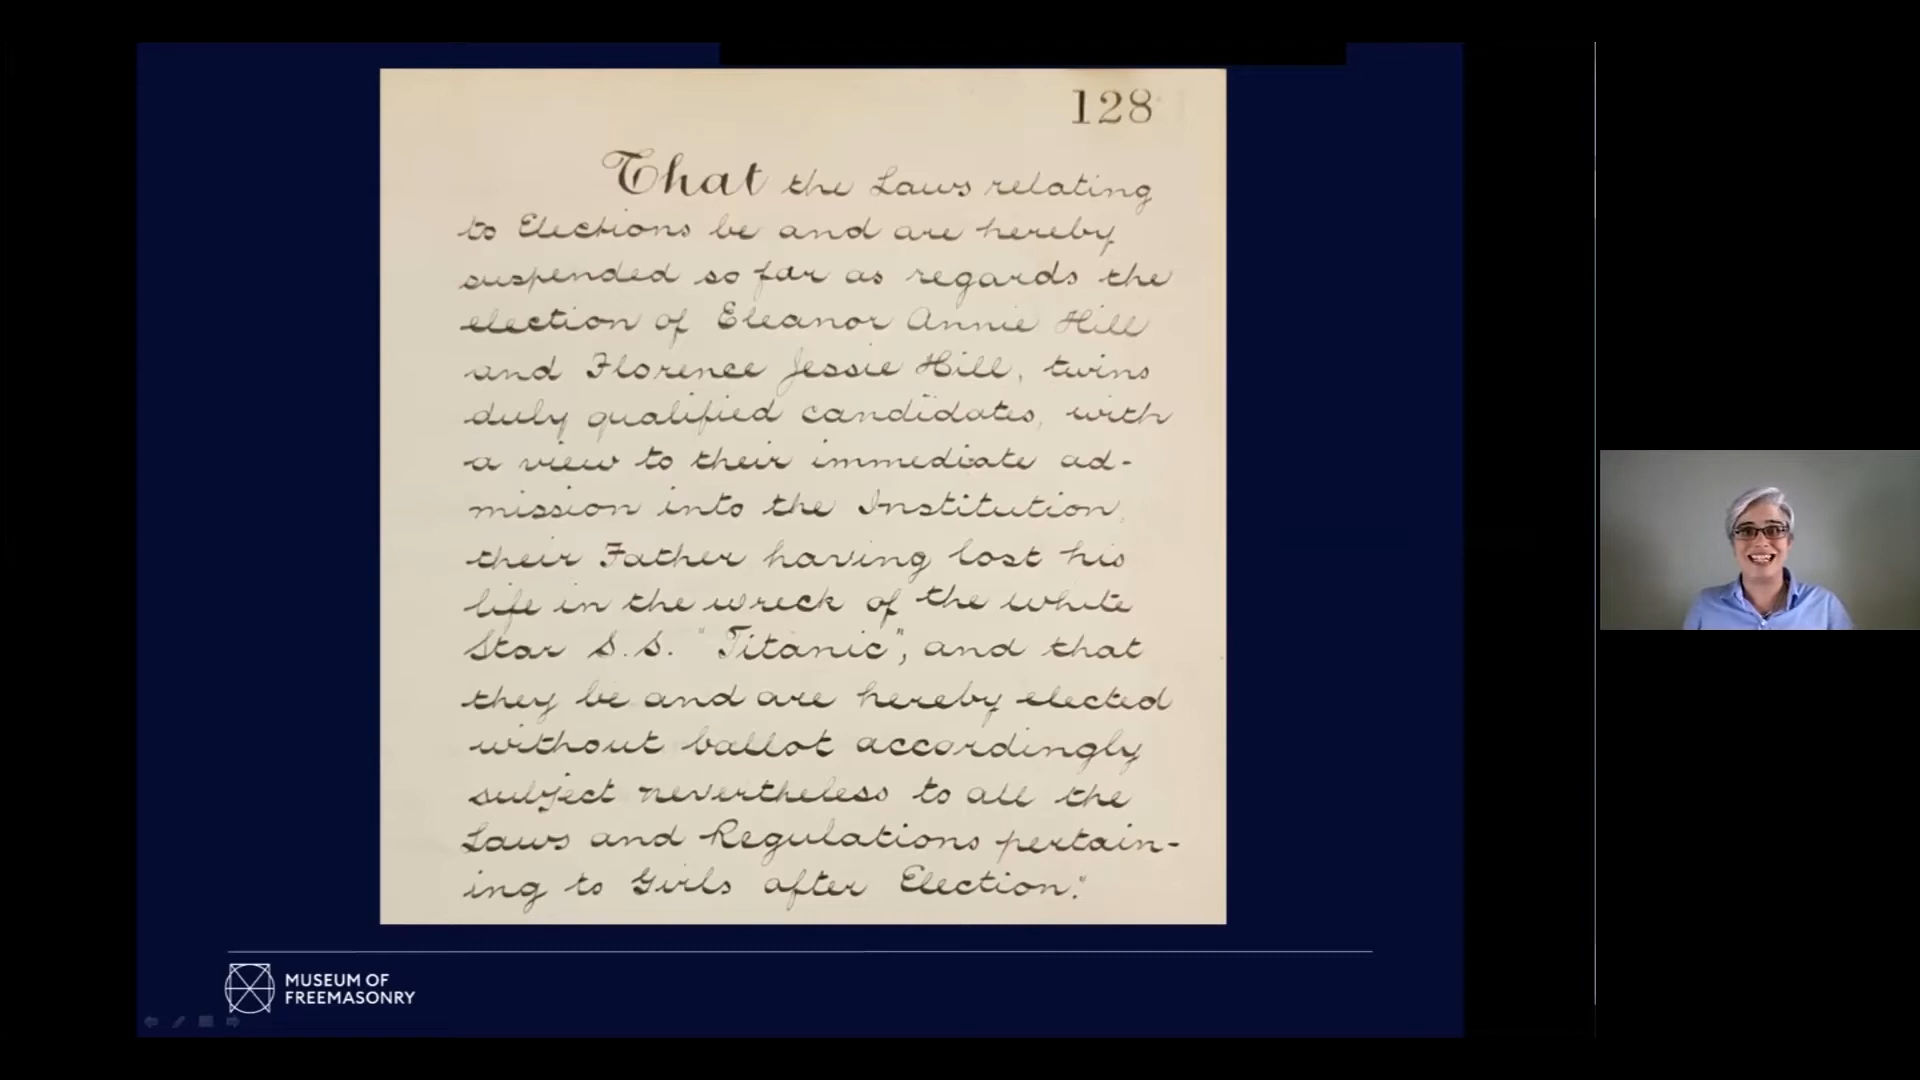 128
That the Laws relating
to Elections be and are hereby
suspended so far as regards the
election of Eleanor Annie Hill
and Florence Jessie Hill, twins
duly qualified candidates, with
a view to their immediate ad-
mission into the Institution,
their Father having lost his
life in the wreck of the white
Star S.S. "Titanic", and that
they be and are hereby elected
without ballot accordingly
subject nevertheless to all the
Laws and Regulations pertain-
ing to Girls after Election."
MUSEUM OF
FREEMASONRY